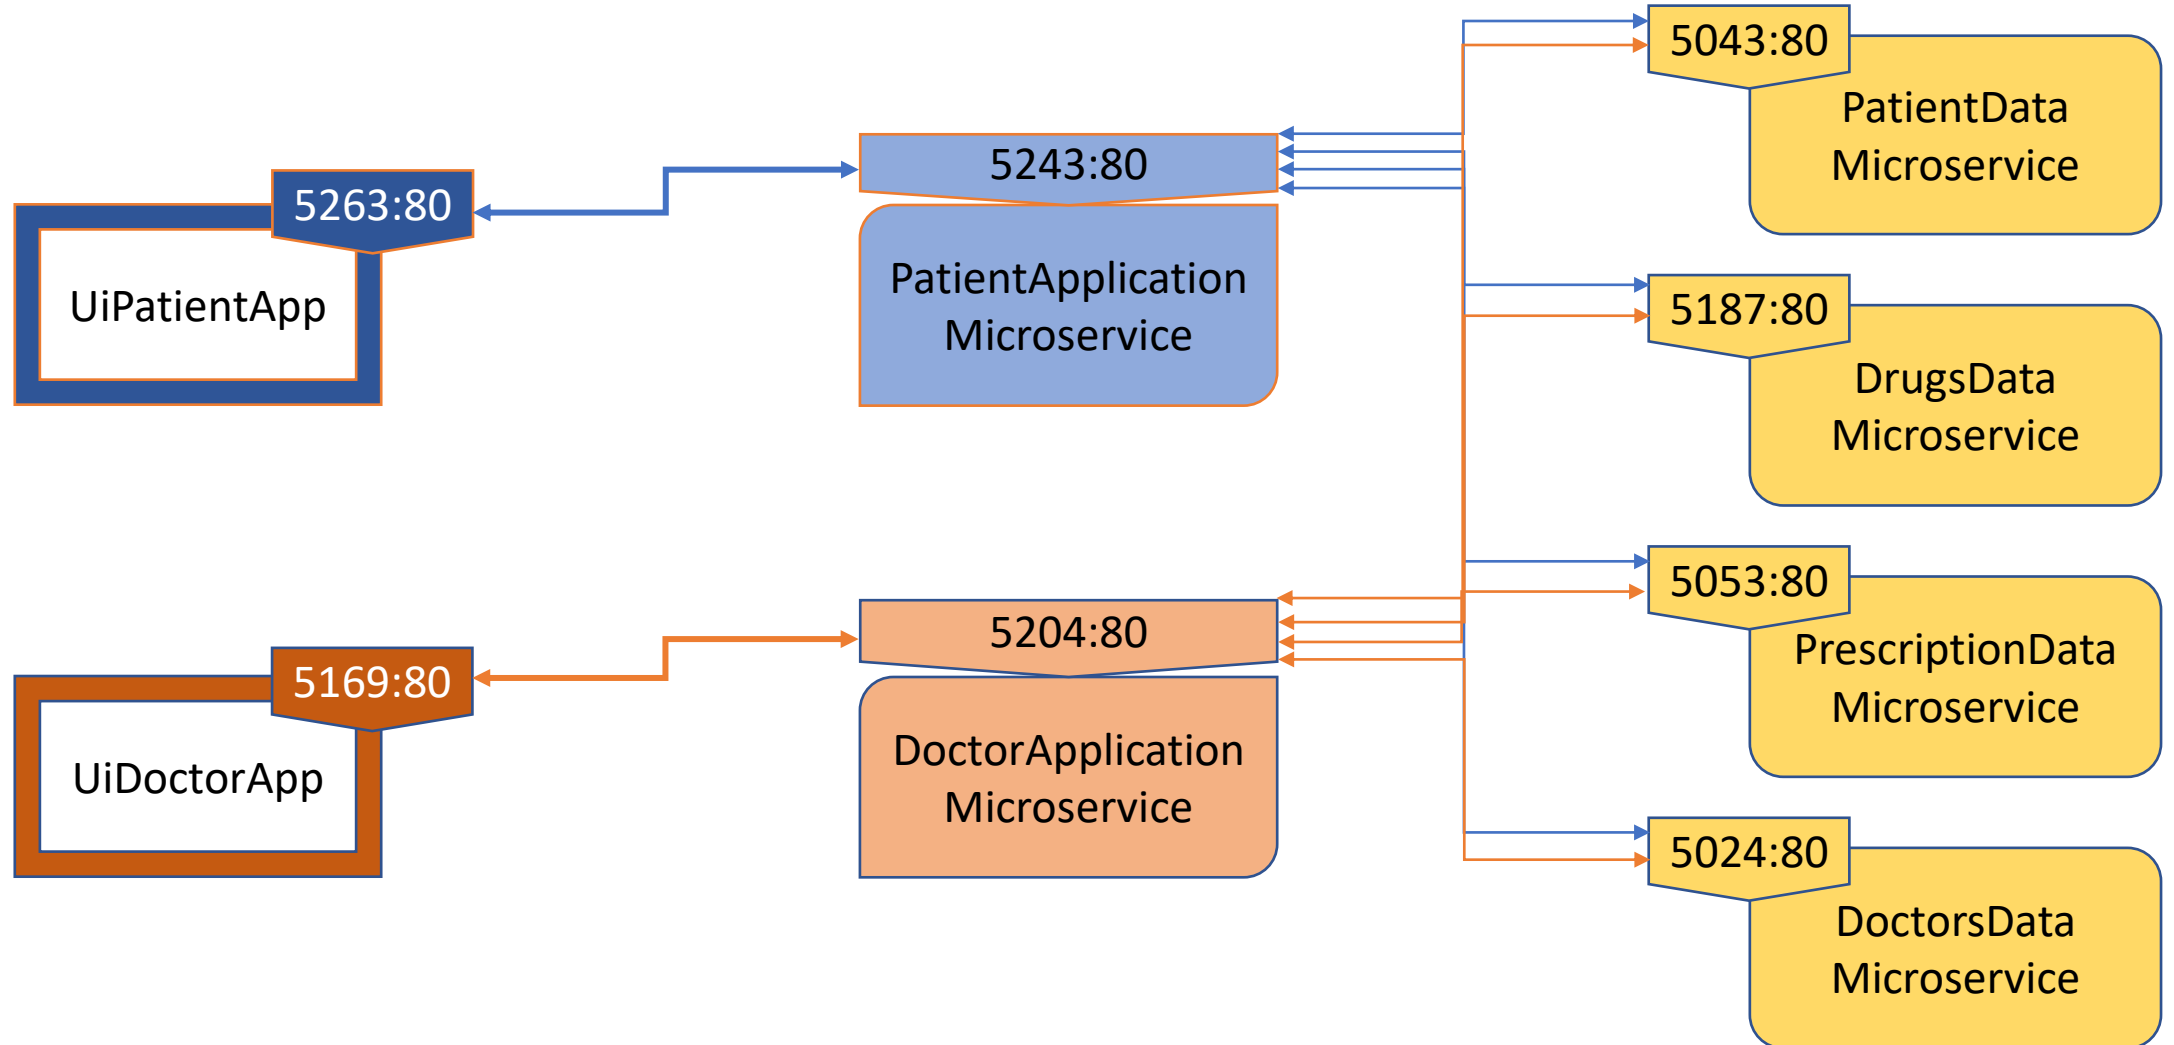 5263:80
UiPatientApp
5243:80
PatientApplication
Microservice
5169:80
UiDoctorApp
5204:80
DoctorApplication
Microservice
5043:80
PatientData
Microservice
5187:80
DrugsData
Microservice
5053:80
PrescriptionData
Microservice
5024:80
DoctorsData
Microservice